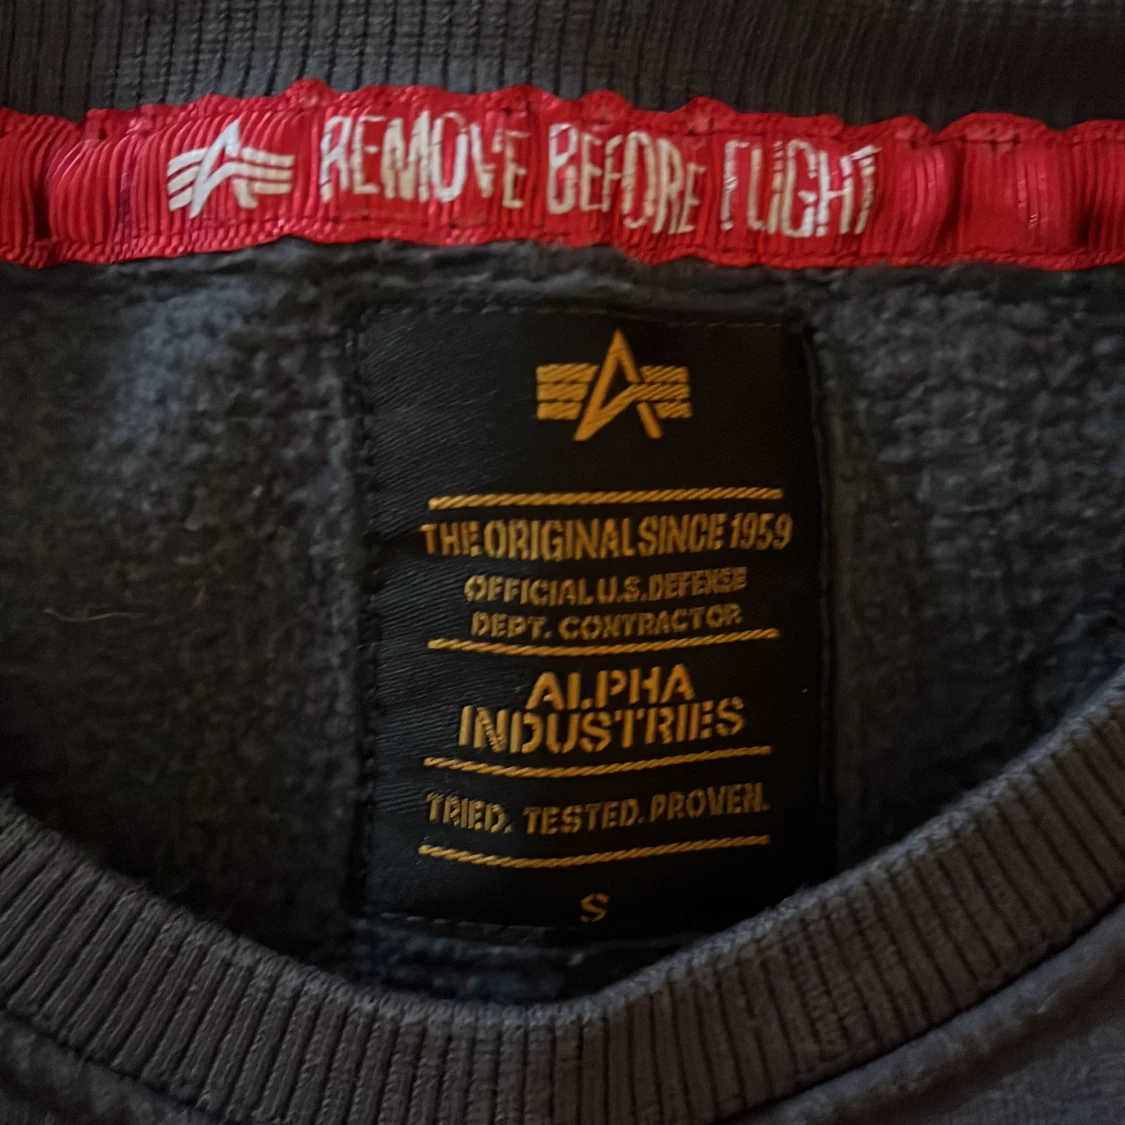 REMOVE BEFORE FLIGHT
THE ORIGINAL SINCE 1959
OFFICIAL U.S. DEFENSE
DEPT. CONTRACTOR
ALPHA
INDUSTRIES
TRIED. TESTED. PROVEN.
S